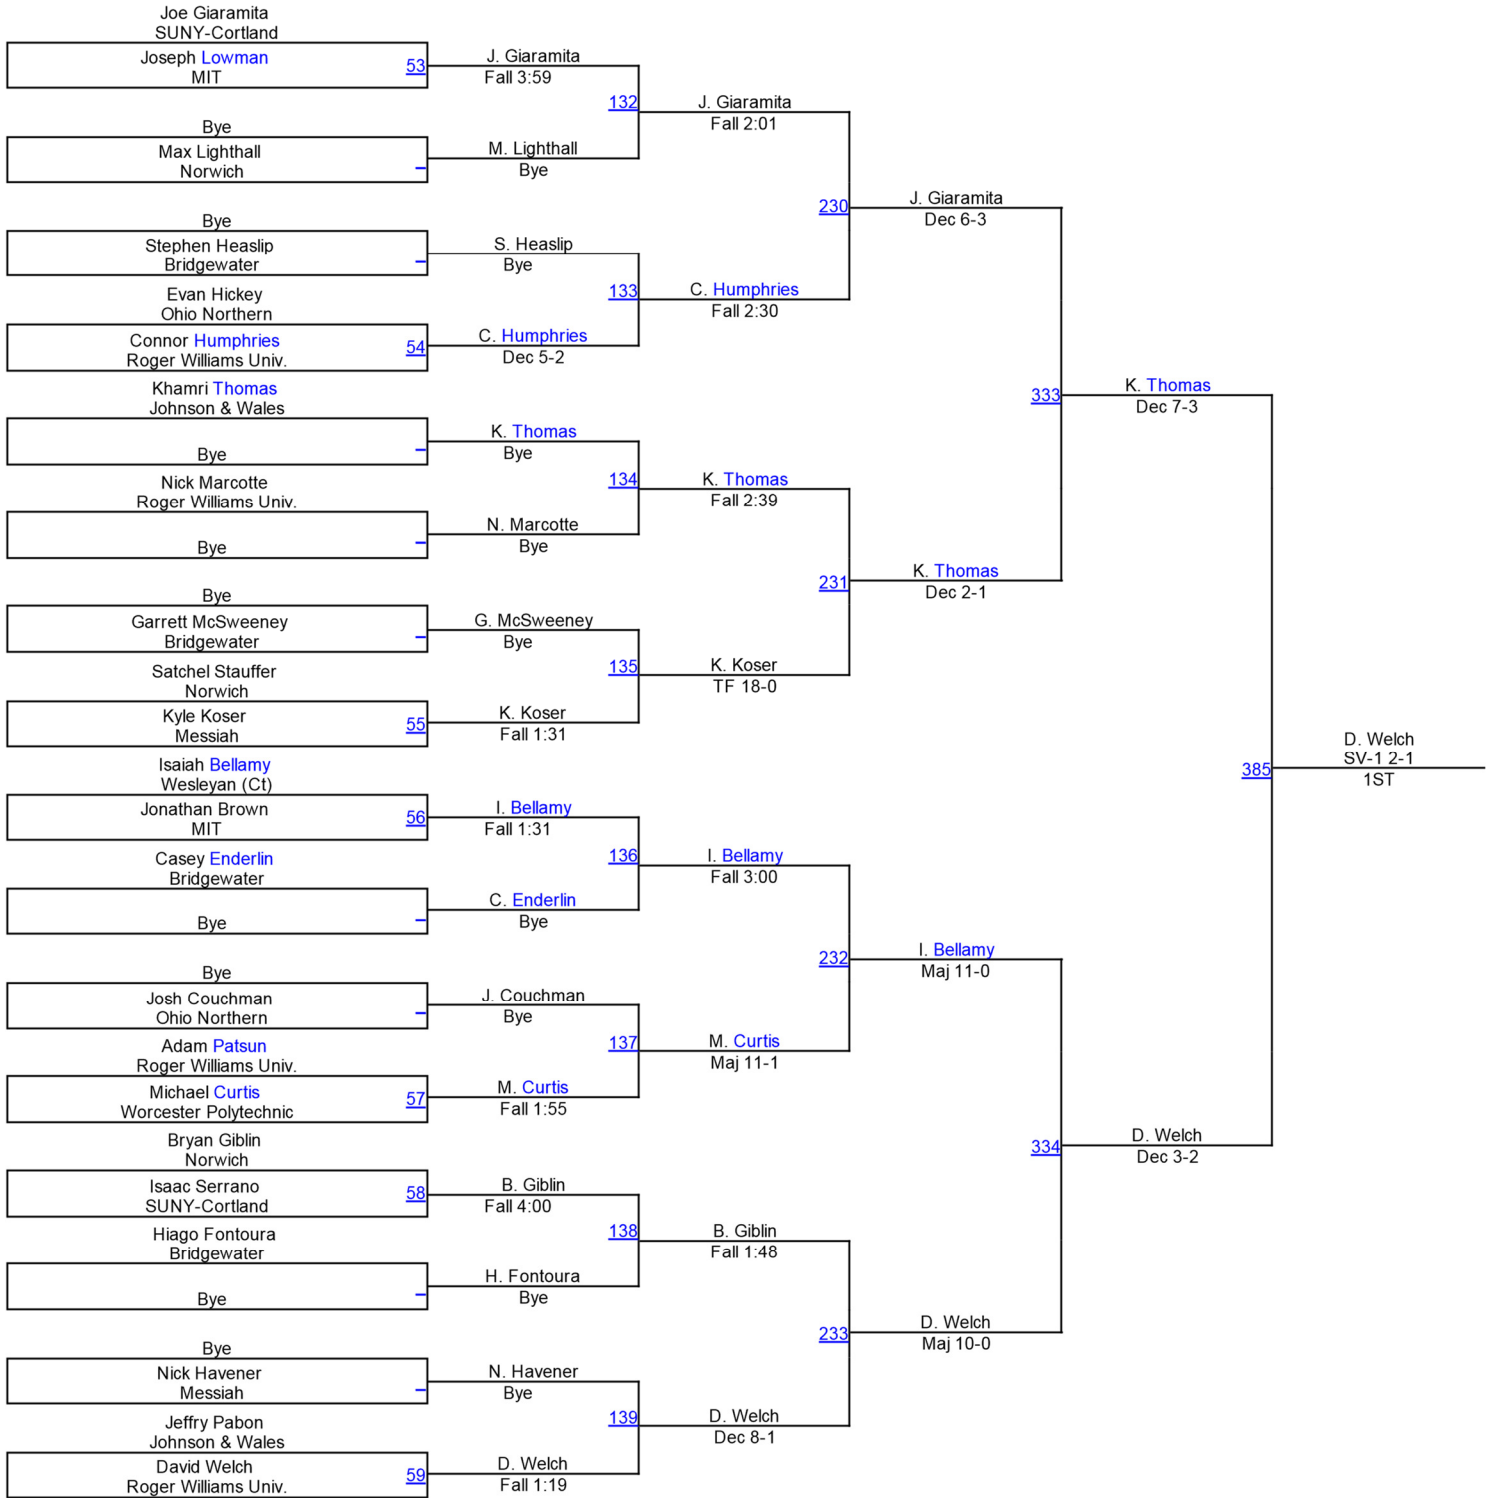 Joe Giaramita
SUNY-Cortland
Joseph Lowman
MIT
53
J. Giaramita
Fall 3:59
132
J. Giaramita
Fall 2:01
Bye
Max Lighthall
Norwich
M. Lighthall
Bye
230
J. Giaramita
Dec 6-3
Bye
Stephen Heaslip
Bridgewater
S. Heaslip
Bye
133
C. Humphries
Fall 2:30
Evan Hickey
Ohio Northern
Connor Humphries
Roger Williams Univ.
54
C. Humphries
Dec 5-2
333
K. Thomas
Dec 7-3
Khamri Thomas
Johnson & Wales
Bye
K. Thomas
Bye
134
K. Thomas
Fall 2:39
Nick Marcotte
Roger Williams Univ.
Bye
N. Marcotte
Bye
231
K. Thomas
Dec 2-1
Bye
Garrett McSweeney
Bridgewater
G. McSweeney
Bye
135
K. Koser
TF 18-0
Satchel Stauffer
Norwich
Kyle Koser
Messiah
55
K. Koser
Fall 1:31
385
D. Welch
SV-1 2-1
1ST
Isaiah Bellamy
Wesleyan (Ct)
Jonathan Brown
MIT
56
I. Bellamy
Fall 1:31
136
I. Bellamy
Fall 3:00
Casey Enderlin
Bridgewater
Bye
C. Enderlin
Bye
232
I. Bellamy
Maj 11-0
Bye
Josh Couchman
Ohio Northern
J. Couchman
Bye
137
M. Curtis
Maj 11-1
Adam Patsun
Roger Williams Univ.
Michael Curtis
Worcester Polytechnic
57
M. Curtis
Fall 1:55
334
D. Welch
Dec 3-2
Bryan Giblin
Norwich
Isaac Serrano
SUNY-Cortland
58
B. Giblin
Fall 4:00
138
B. Giblin
Fall 1:48
Hiago Fontoura
Bridgewater
Bye
H. Fontoura
Bye
233
D. Welch
Maj 10-0
Bye
Nick Havener
Messiah
N. Havener
Bye
139
D. Welch
Dec 8-1
Jeffry Pabon
Johnson & Wales
David Welch
Roger Williams Univ.
59
D. Welch
Fall 1:19